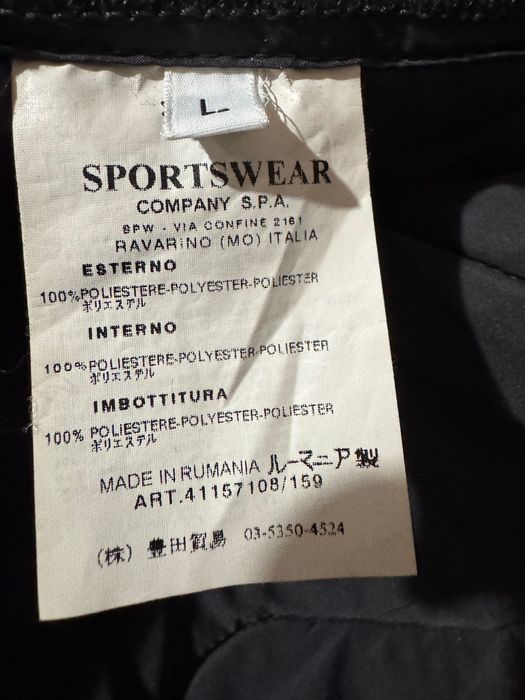 L
SPORTSWEAR
COMPANY S.P.A.
SPW - VIA CONFINE 2161
RAVARINO (MO) ITALIA
ESTERNO
100%POLIESTERE-POLYESTER-POLIESTER
ポリエステル
INTERNO
100%POLIESTERE-POLYESTER-POLIESTER
ポリエステル
IMBOTTITURA
100% POLIESTERE-POLYESTER-POLIESTER
ポリエステル
MADE IN RUMANIA ルーマニア製
ART.41157108/159
(株) 豊田貿易 03-5350-4524